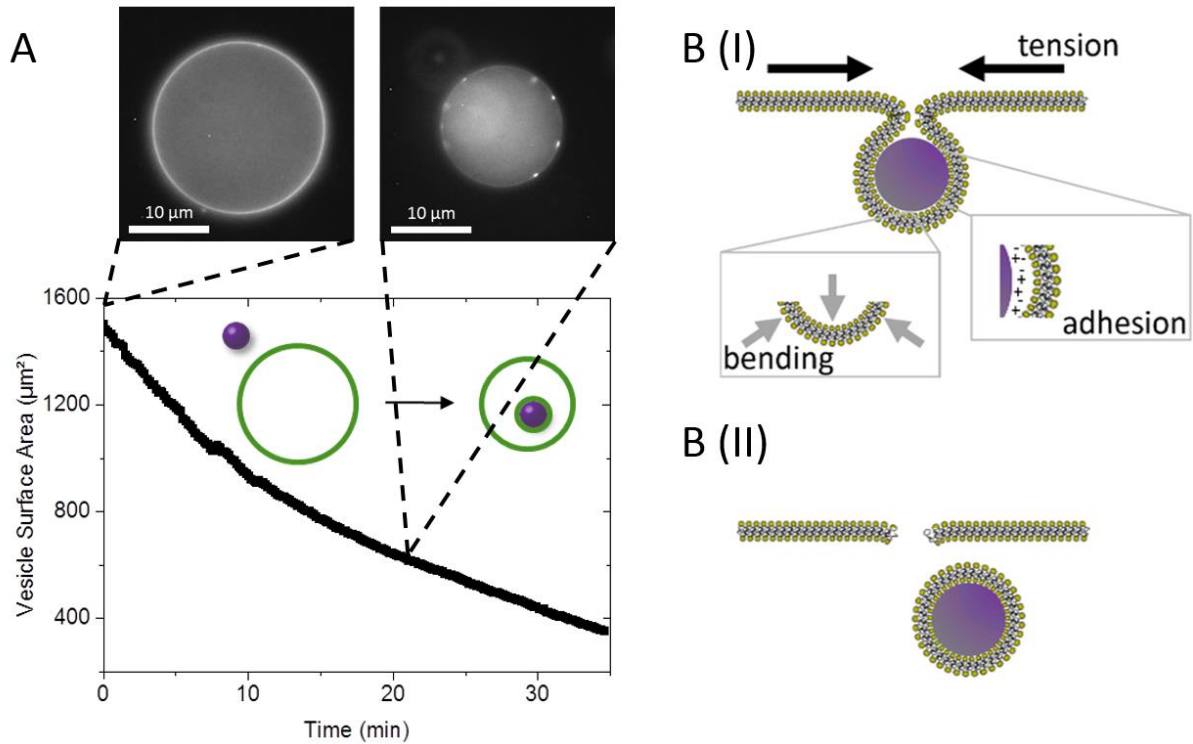 A
10 µm
10 µm
1600
1200
800
400
0
10
20
30
Vesicle Surface Area (µm²)
Time (min)
B (I)
tension
bending
- + - + - + -
adhesion
B (II)